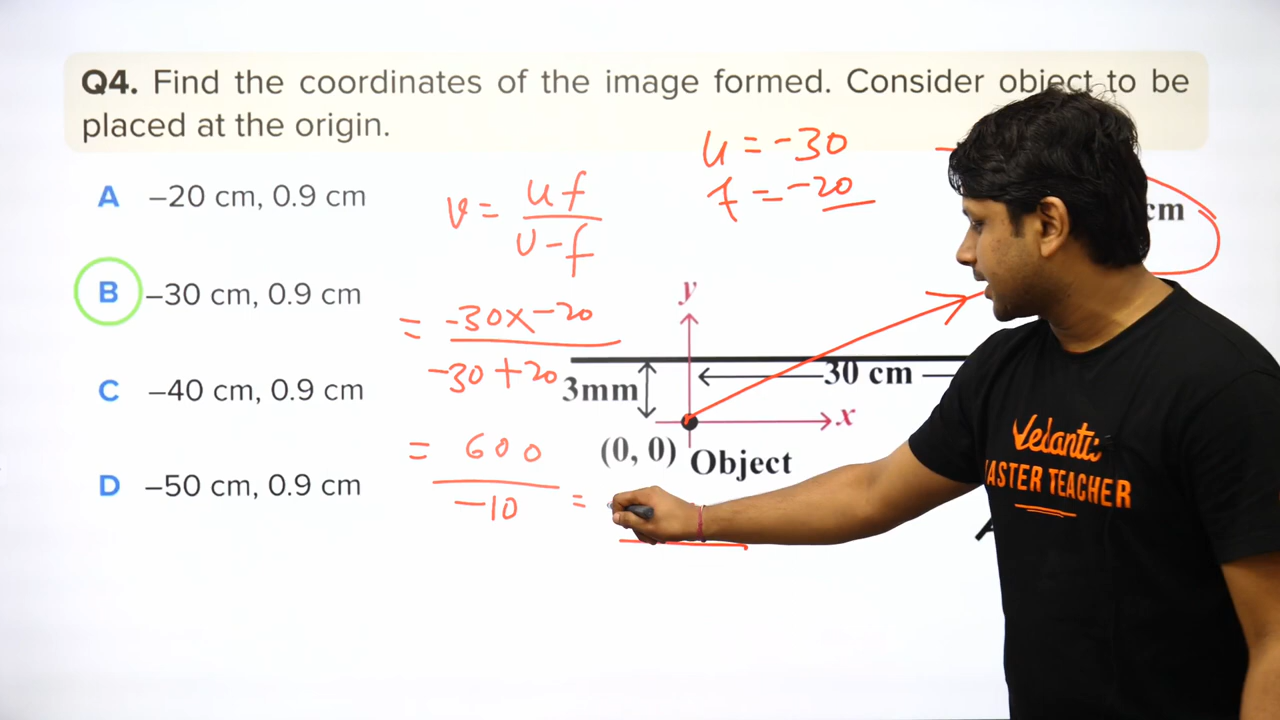 Q4. Find the coordinates of the image formed. Consider object to be
placed at the origin.
u = -30
f = -20
A -20 cm, 0.9 cm
v = uf
u - f
cm
B -30 cm, 0.9 cm
= -30x-20
-30+20
y
3mm
30 cm
C -40 cm, 0.9 cm
x
= 600
-10 =
(0, 0) Object
D -50 cm, 0.9 cm
Vedantu
MASTER TEACHER